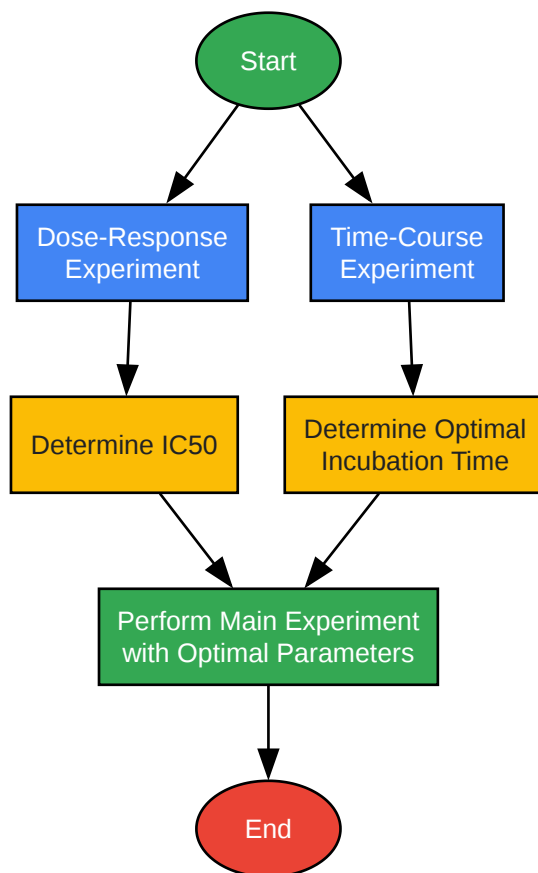 Start
Dose-Response
Experiment
Time-Course
Experiment
Determine IC50
Determine Optimal
Incubation Time
Perform Main Experiment
with Optimal Parameters
End